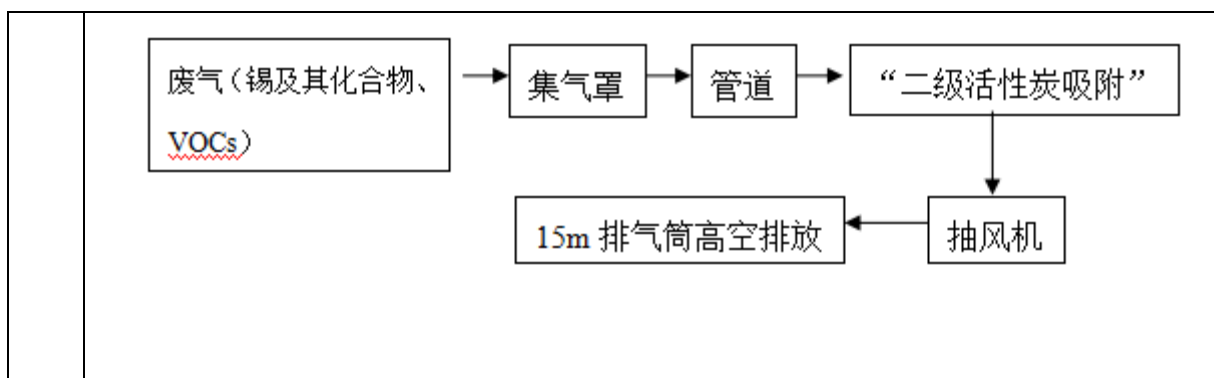 废气（锡及其化合物、
VOCs）
集气罩
管道
“二级活性炭吸附”
抽风机
15m 排气筒高空排放